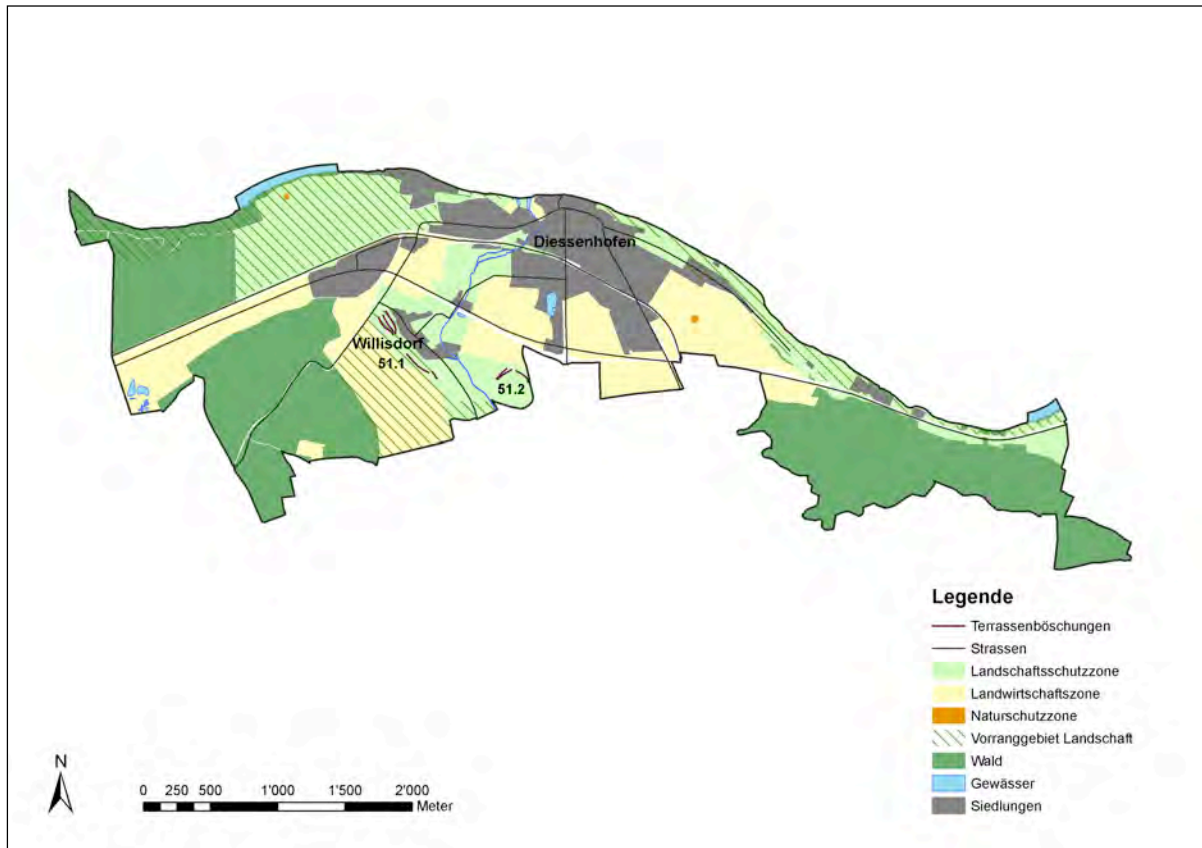 Diessenhofen
Willisdorf
51.1
51.2
Legende
Terrassenböschungen
Strassen
Landschaftsschutzzone
Landwirtschaftszone
Naturschutzzone
Vorranggebiet Landschaft
Wald
Gewässer
Siedlungen
N
0 250 500 1'000 1'500 2'000
Meter